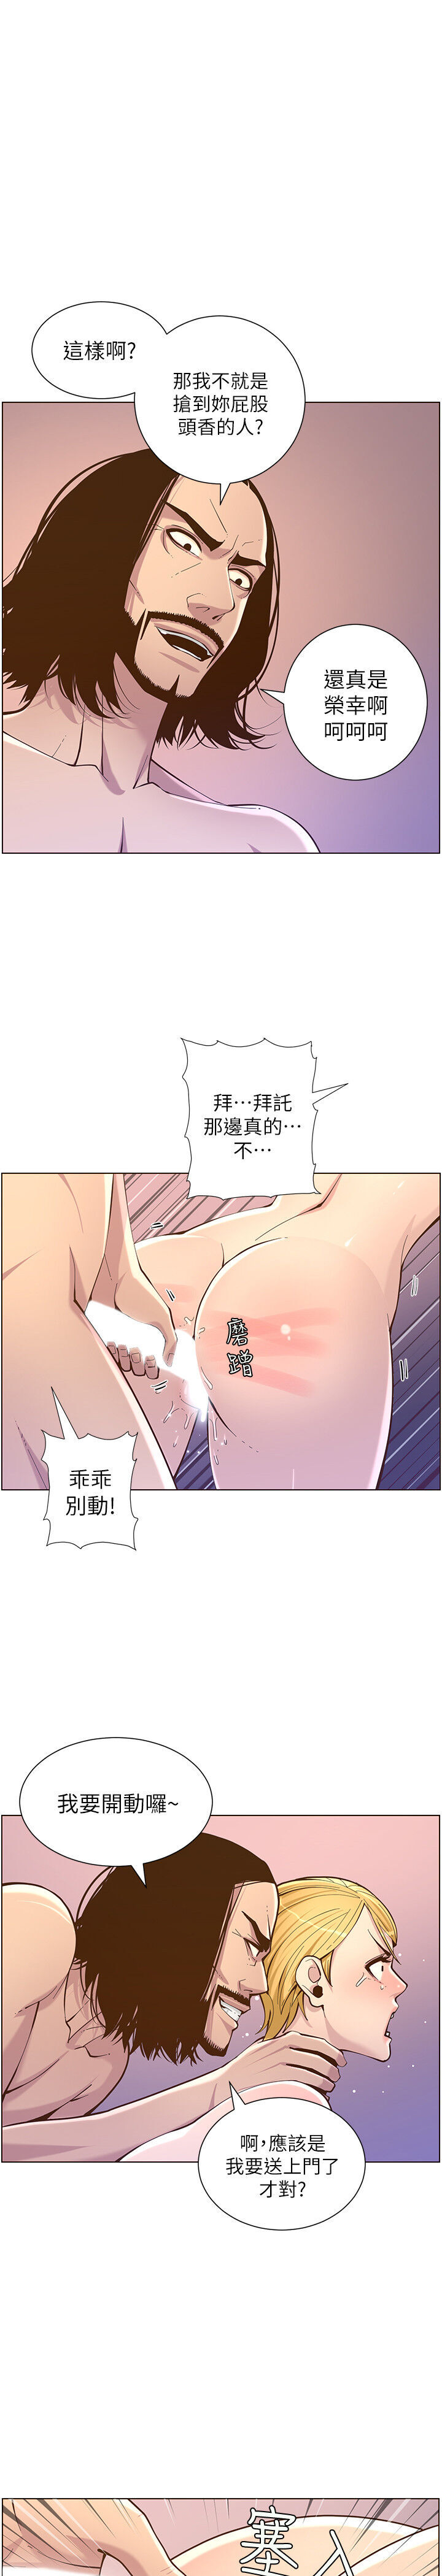 這樣啊?
那我不就是
搶到妳屁股
頭香的人?
還真是
榮幸啊
呵呵呵
拜⋯拜託
那邊真的⋯
不⋯
磨
蹭
乖乖
別動!
我要開動囉~
啊,應該是
我要送上門了
才對?
塞
入